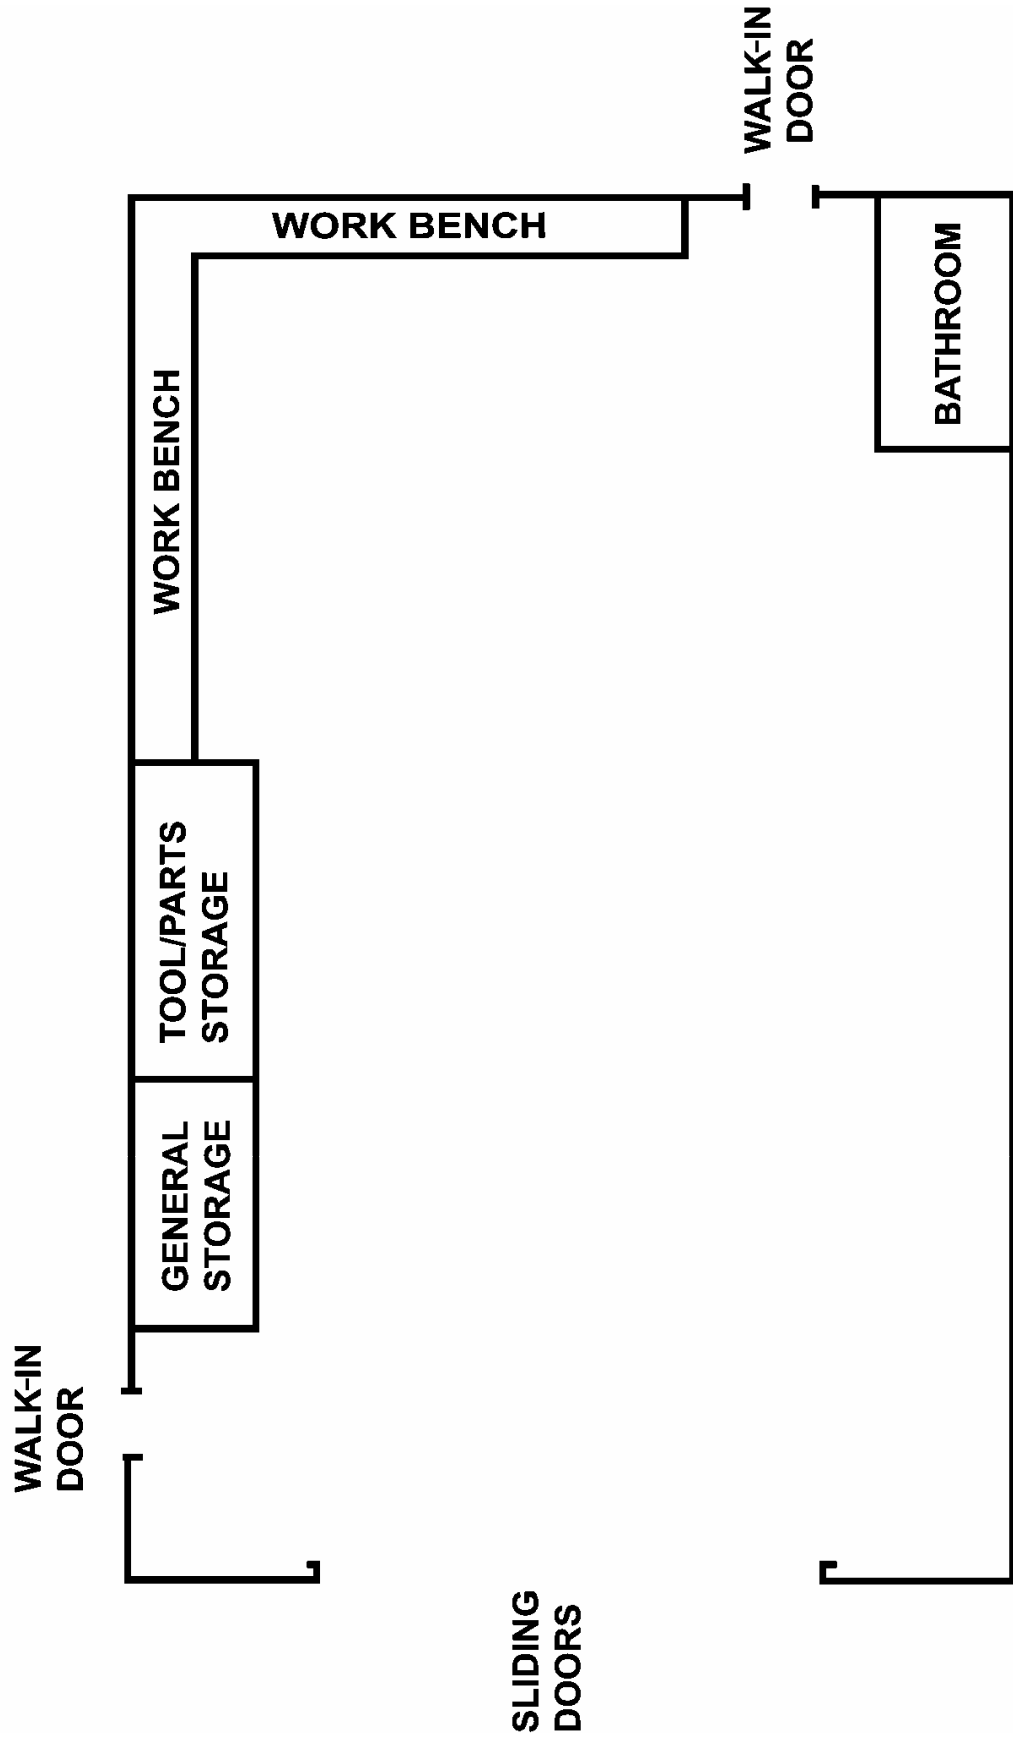 WALK-IN
DOOR
WORK BENCH
BATHROOM
WORK BENCH
TOOL/PARTS
STORAGE
GENERAL
STORAGE
WALK-IN
DOOR
SLIDING
DOORS